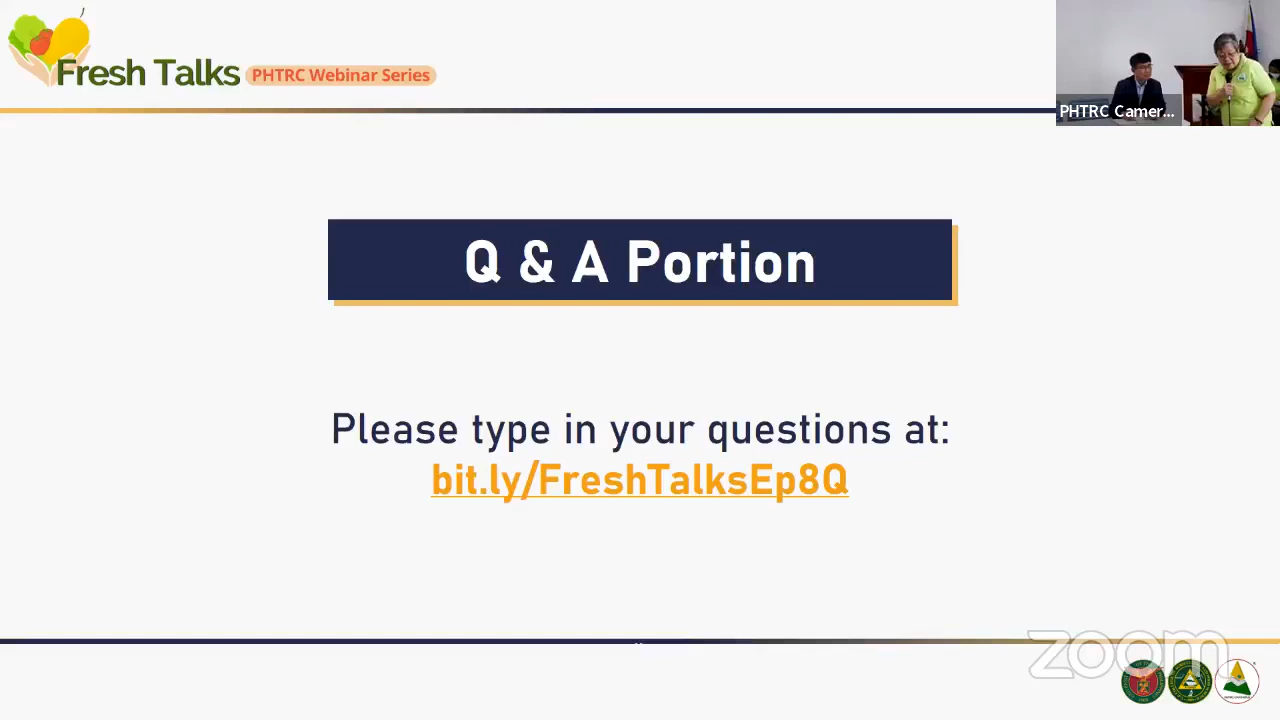 Fresh Talks PHTRC Webinar Series
PHTRC Camer...
Q & A Portion
Please type in your questions at:
bit.ly/FreshTalksEp8Q
zoom